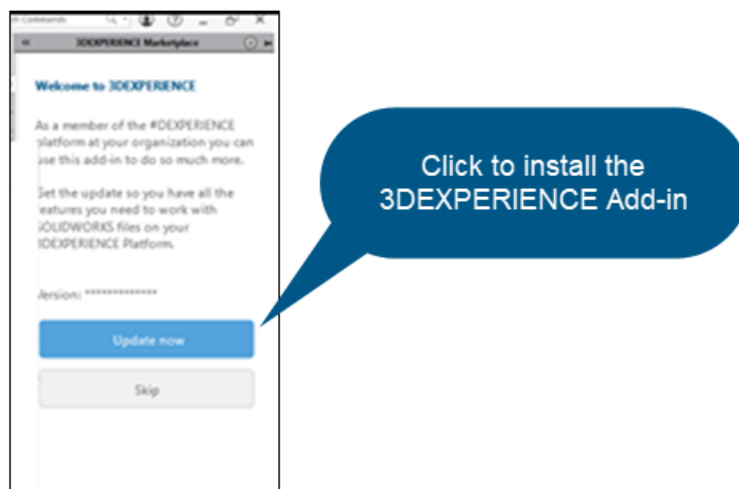 h Commands
3DEXPERIENCE Marketplace
Welcome to 3DEXPERIENCE
As a member of the #DEXPERIENCE
platform at your organization you can
use this add-in to do so much more.
Get the update so you have all the
features you need to work with
SOLIDWORKS files on your
3DEXPERIENCE Platform.
Version: *************
Update now
Skip
Click to install the
3DEXPERIENCE Add-in